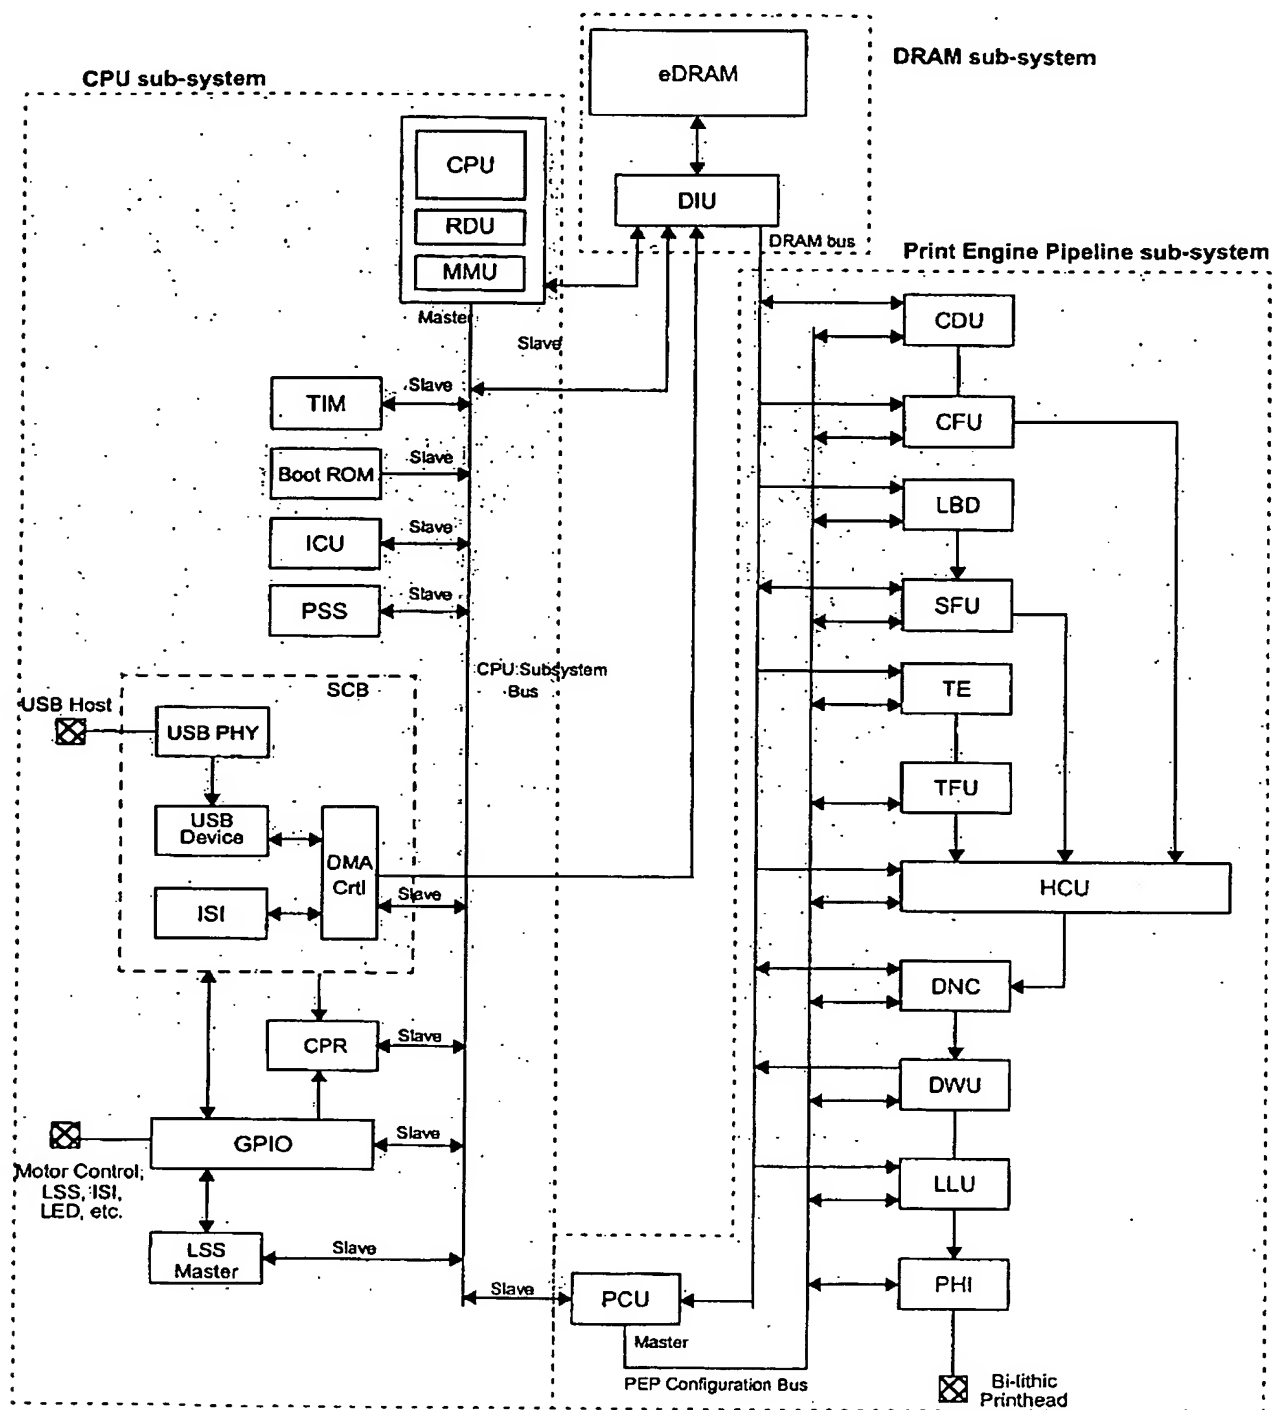 CPU sub-system
DRAM sub-system
eDRAM
CPU
RDU
MMU
Master
DIU
DRAM bus
Print Engine Pipeline sub-system
Slave
TIM
Slave
Boot ROM
Slave
ICU
Slave
PSS
Slave
CPU Subsystem
Bus
SCB
USB Host
USB PHY
USB
Device
DMA
Crtl
ISI
Slave
CPR
Slave
GPIO
Slave
Motor Control,
LSS, ISI,
LED, etc.
LSS
Master
Slave
Slave
PCU
Master
PEP Configuration Bus
CDU
CFU
LBD
SFU
TE
TFU
HCU
DNC
DWU
LLU
PHI
Bi-lithic
Printhead